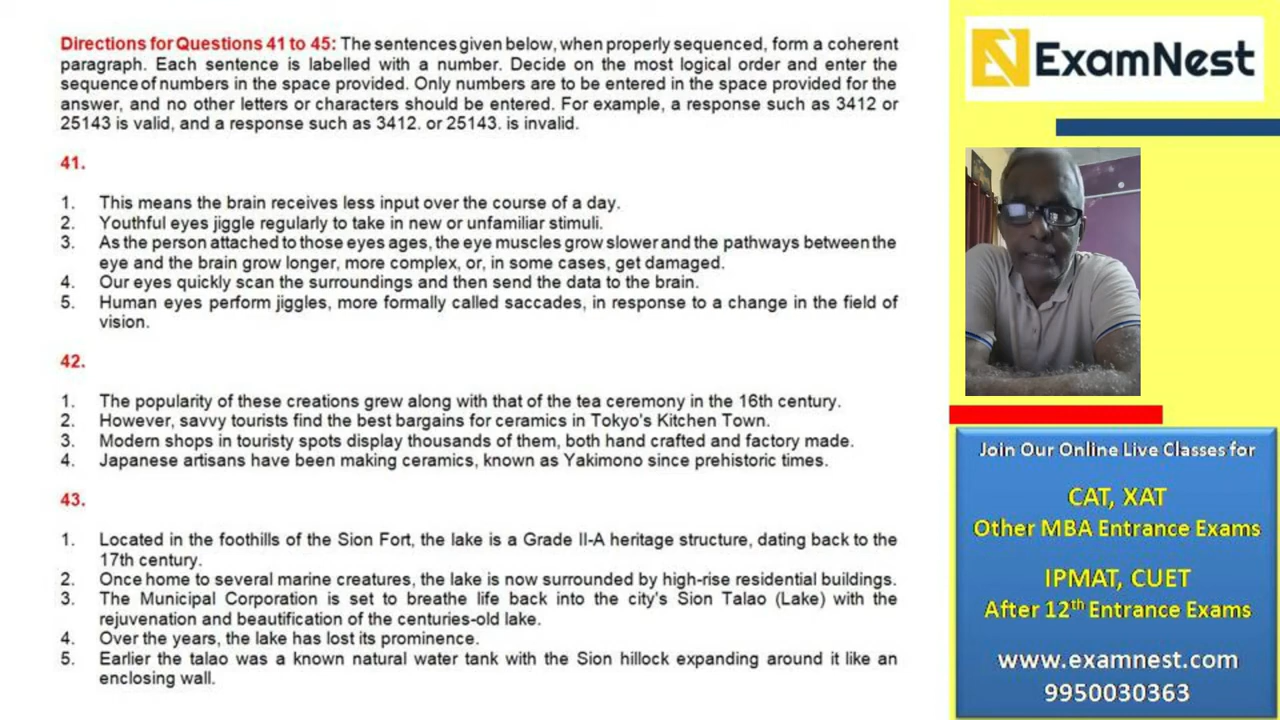 Directions for Questions 41 to 45: The sentences given below, when properly sequenced, form a coherent
paragraph. Each sentence is labelled with a number. Decide on the most logical order and enter the
sequence of numbers in the space provided. Only numbers are to be entered in the space provided for the
answer, and no other letters or characters should be entered. For example, a response such as 3412 or
25143 is valid, and a response such as 3412. or 25143. is invalid.
41.
1. This means the brain receives less input over the course of a day.
2. Youthful eyes jiggle regularly to take in new or unfamiliar stimuli.
3. As the person attached to those eyes ages, the eye muscles grow slower and the pathways between the
eye and the brain grow longer, more complex, or, in some cases, get damaged.
4. Our eyes quickly scan the surroundings and then send the data to the brain.
5. Human eyes perform jiggles, more formally called saccades, in response to a change in the field of
vision.
42.
1. The popularity of these creations grew along with that of the tea ceremony in the 16th century.
2. However, savvy tourists find the best bargains for ceramics in Tokyo's Kitchen Town.
3. Modern shops in touristy spots display thousands of them, both hand crafted and factory made.
4. Japanese artisans have been making ceramics, known as Yakimono since prehistoric times.
43.
1. Located in the foothills of the Sion Fort, the lake is a Grade II-A heritage structure, dating back to the
17th century.
2. Once home to several marine creatures, the lake is now surrounded by high-rise residential buildings.
3. The Municipal Corporation is set to breathe life back into the city's Sion Talao (Lake) with the
rejuvenation and beautification of the centuries-old lake.
4. Over the years, the lake has lost its prominence.
5. Earlier the talao was a known natural water tank with the Sion hillock expanding around it like an
enclosing wall.
ExamNest
Join Our Online Live Classes for
CAT, XAT
Other MBA Entrance Exams
IPMAT, CUET
After 12th Entrance Exams
www.examnest.com
9950030363